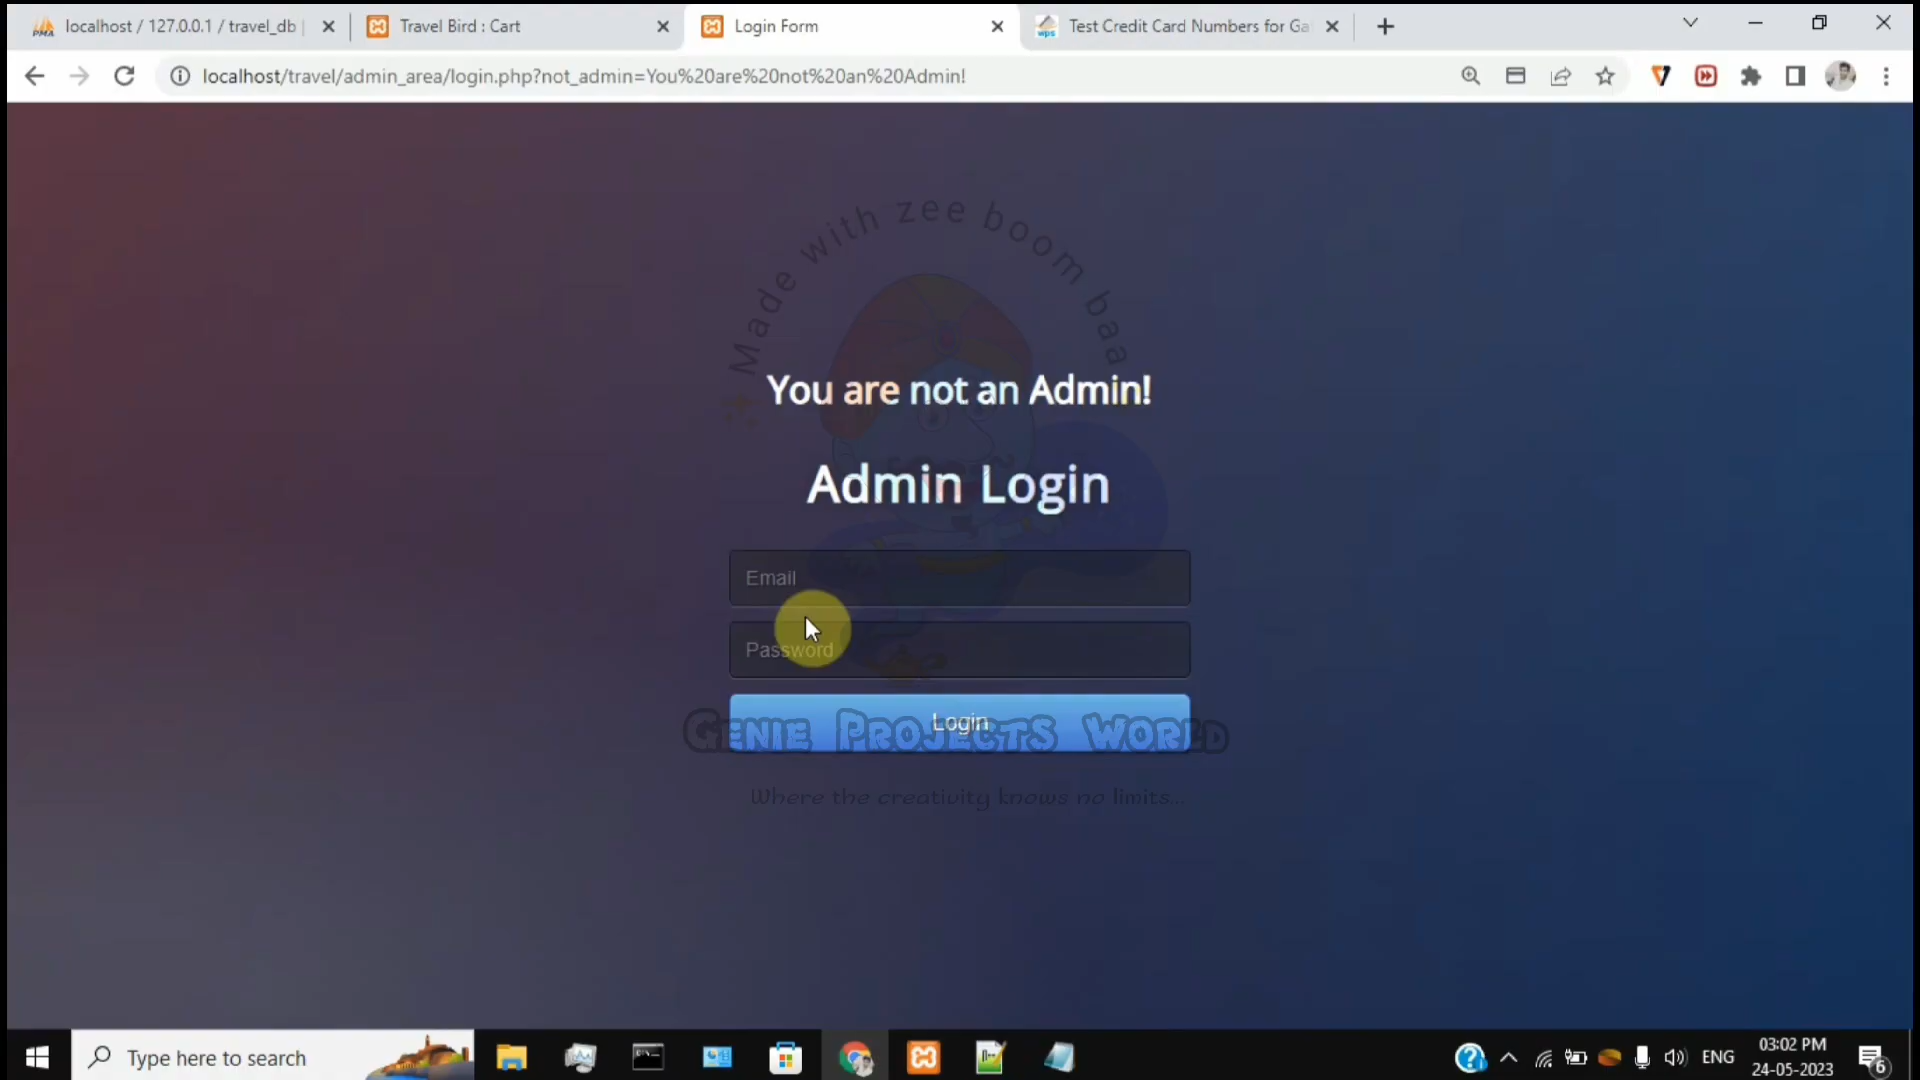 localhost / 127.0.0.1 / travel_db |
Travel Bird : Cart
Login Form
Test Credit Card Numbers for Ga
localhost/travel/admin_area/login.php?not_admin=You%20are%20not%20an%20Admin!
Made with zee boom baa
You are not an Admin!
Admin Login
Email
Password
Login
Genie Projects World
Where the creativity knows no limits...
Type here to search
ENG
03:02 PM
24-05-2023
6